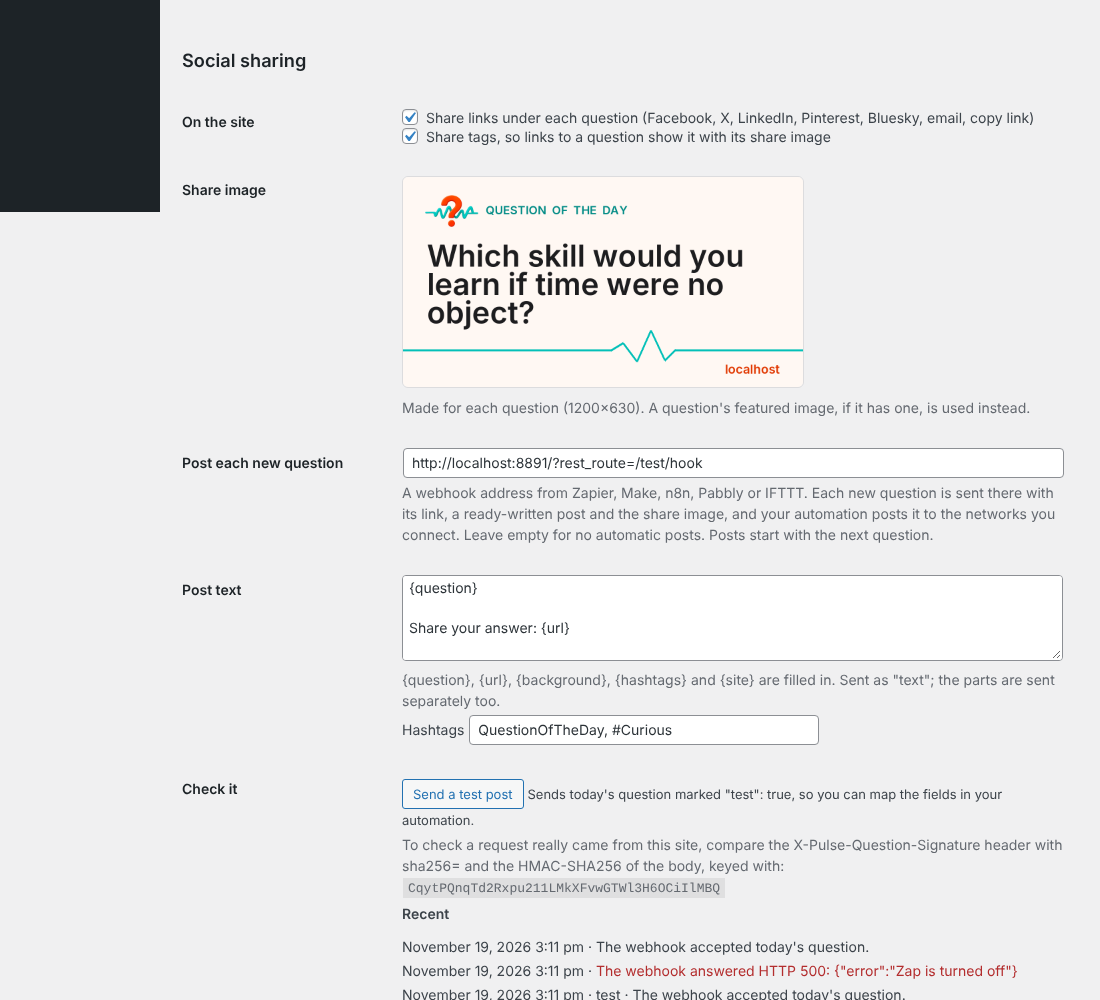 Social sharing
On the site
Share links under each question (Facebook, X, LinkedIn, Pinterest, Bluesky, email, copy link)
Share tags, so links to a question show it with its share image
Share image
QUESTION OF THE DAY
Which skill would you
learn if time were no
object?
localhost
Made for each question (1200×630). A question's featured image, if it has one, is used instead.
Post each new question
http://localhost:8891/?rest_route=/test/hook
A webhook address from Zapier, Make, n8n, Pabbly or IFTTT. Each new question is sent there with
its link, a ready-written post and the share image, and your automation posts it to the networks you
connect. Leave empty for no automatic posts. Posts start with the next question.
Post text
{question}
Share your answer: {url}
{question}, {url}, {background}, {hashtags} and {site} are filled in. Sent as "text"; the parts are sent
separately too.
Hashtags QuestionOfTheDay, #Curious
Check it
Send a test post Sends today's question marked "test": true, so you can map the fields in your
automation.
To check a request really came from this site, compare the X-Pulse-Question-Signature header with
sha256= and the HMAC-SHA256 of the body, keyed with:
CqytPQnqTd2Rxpu211LMkXFvwGTWl3H6OCiIlMBQ
Recent
November 19, 2026 3:11 pm · The webhook accepted today's question.
November 19, 2026 3:11 pm · The webhook answered HTTP 500: {"error":"Zap is turned off"}
November 19, 2026 3:11 pm · test · The webhook accepted today's question.